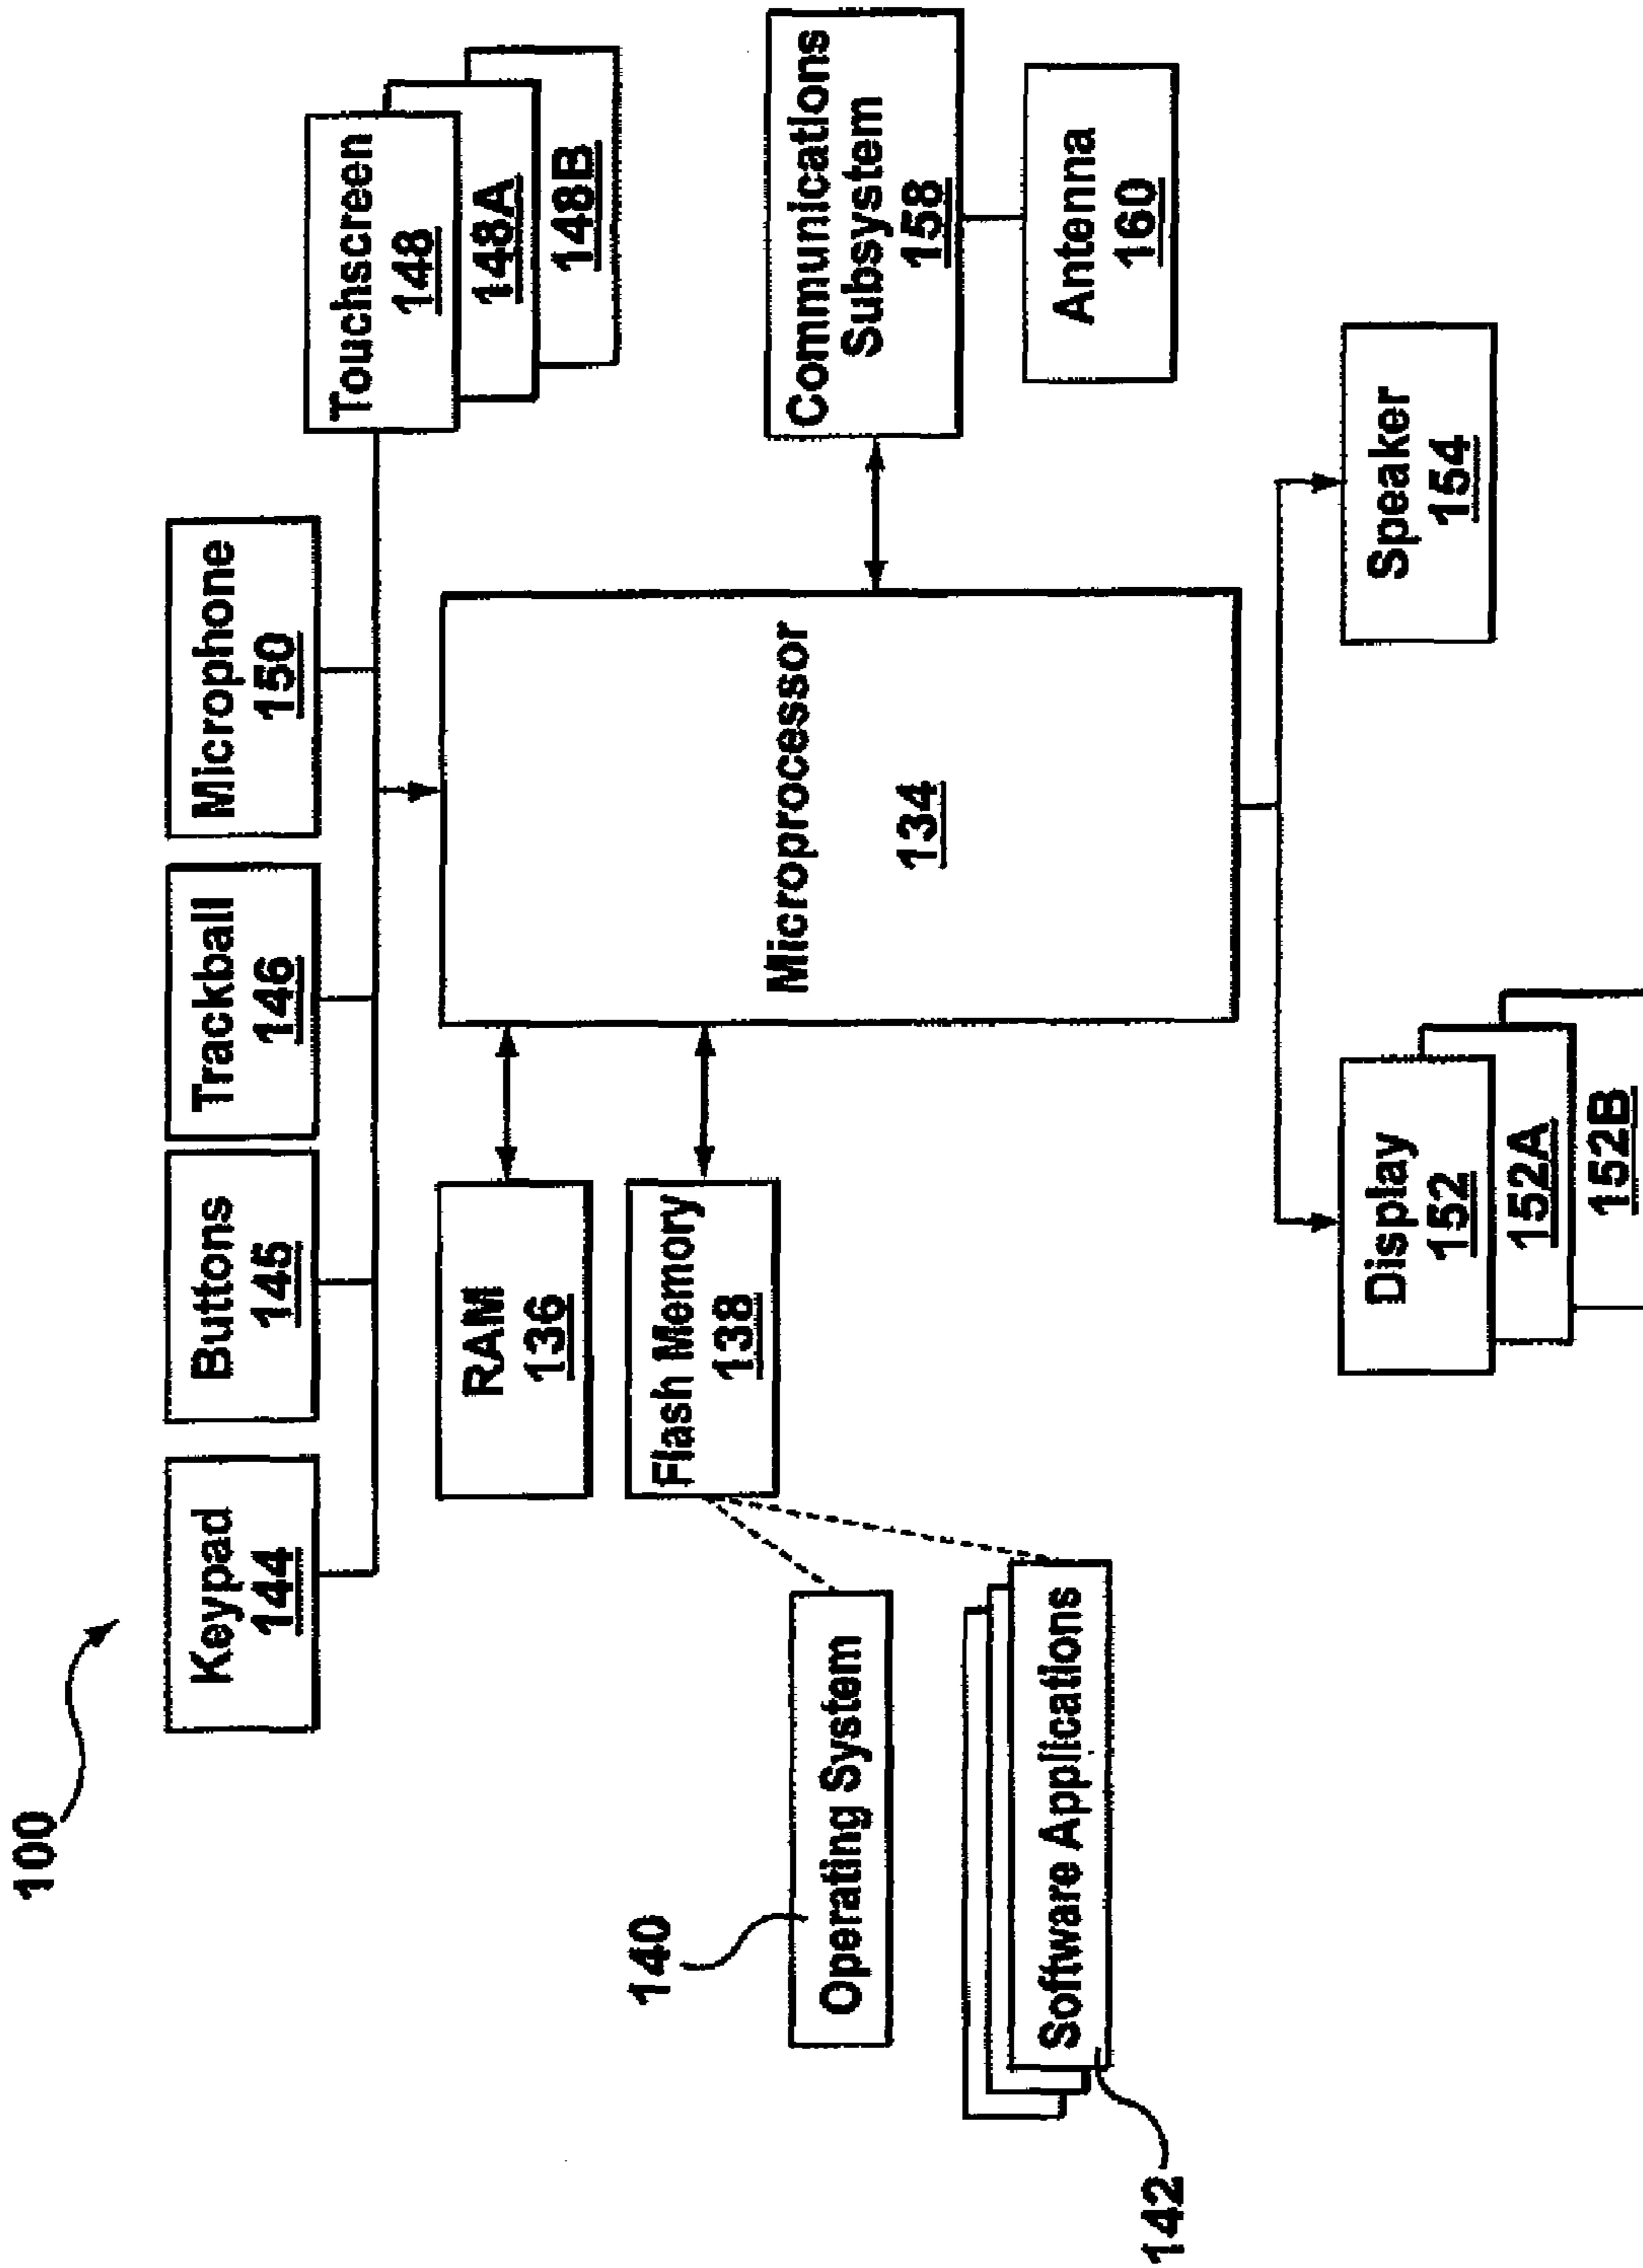 100
Keypad
144
Buttons
145
Trackball
146
Microphone
150
Touchscreen
148
148A
148B
RAM
136
Flash Memory
138
Microprocessor
134
Communications
Subsystem
158
Antenna
160
140
Operating System
Software Applications
142
Display
152
152A
152B
Speaker
154